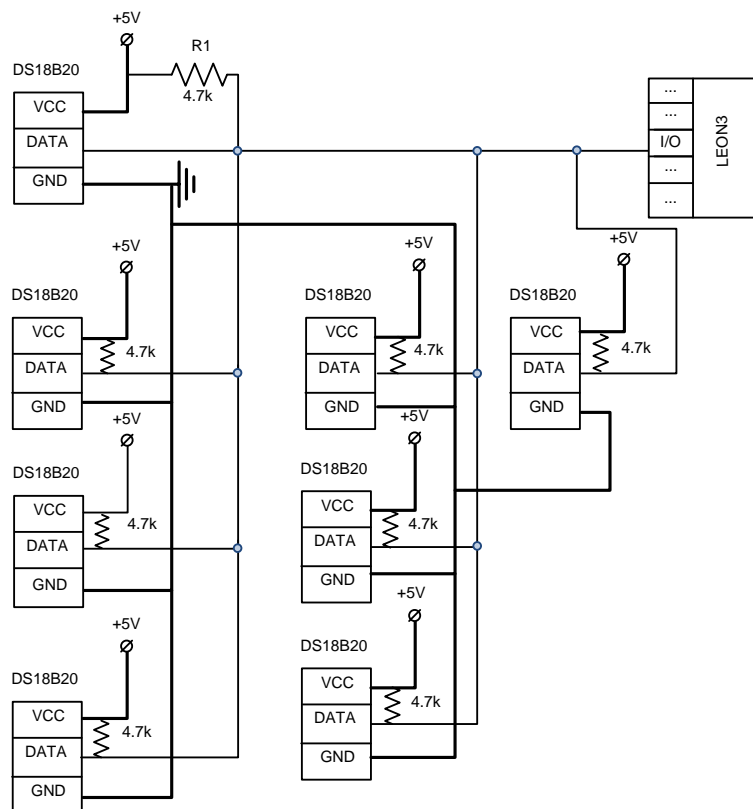 +5V
R1
DS18B20
4.7k
VCC
DATA
GND
...
...
I/O
...
...
LEON3
+5V
DS18B20
VCC
4.7k
DATA
GND
+5V
DS18B20
VCC
4.7k
DATA
GND
+5V
DS18B20
VCC
4.7k
DATA
GND
+5V
DS18B20
VCC
4.7k
DATA
GND
+5V
DS18B20
VCC
4.7k
DATA
GND
+5V
DS18B20
VCC
4.7k
DATA
GND
+5V
DS18B20
VCC
4.7k
DATA
GND